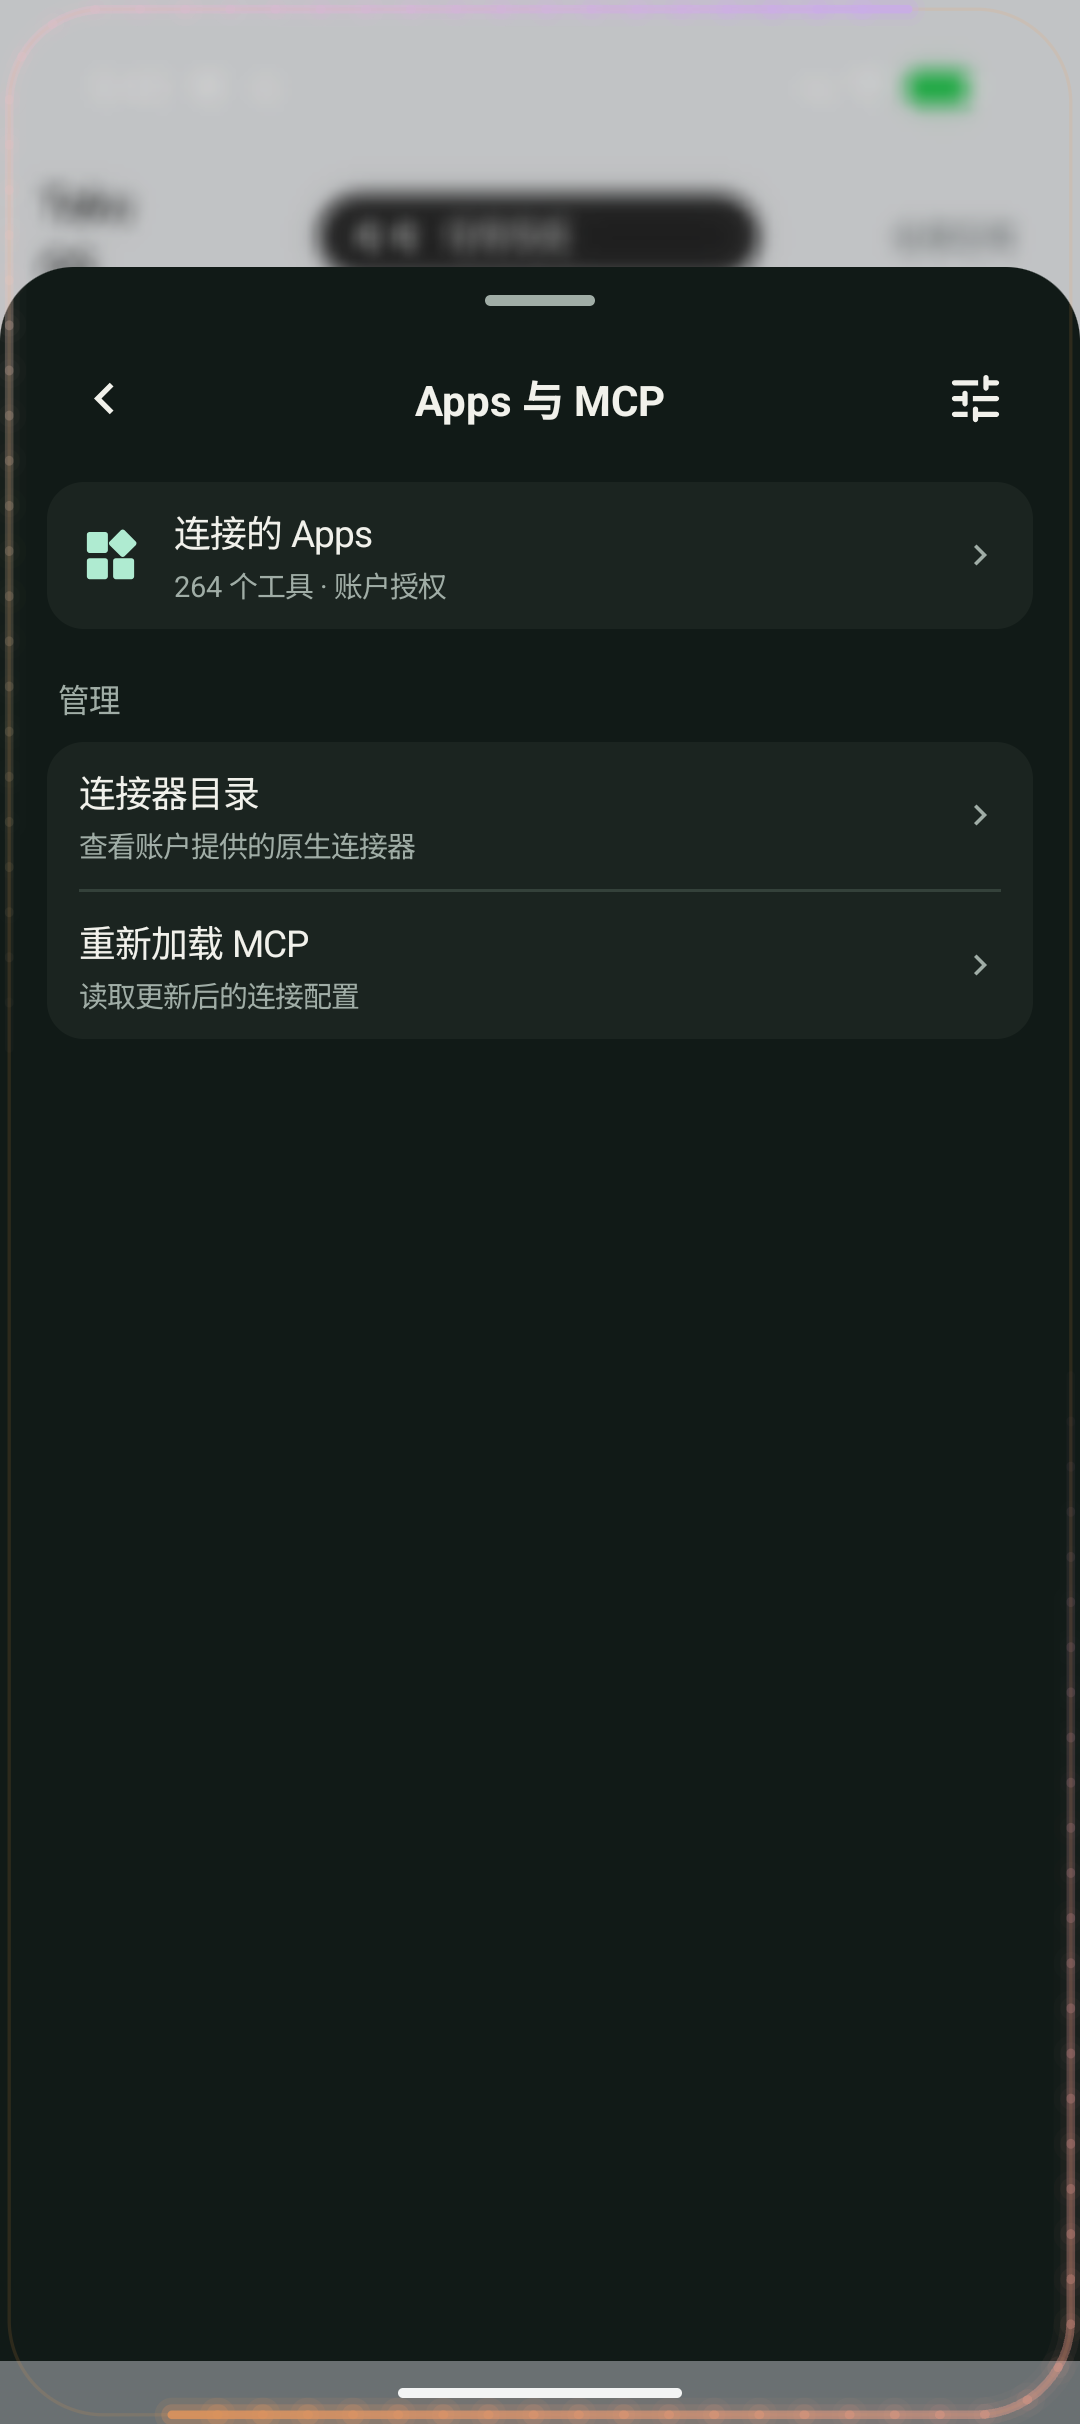 Apps 与 MCP
连接的 Apps
264 个工具 · 账户授权
管理
连接器目录
查看账户提供的原生连接器
重新加载 MCP
读取更新后的连接配置